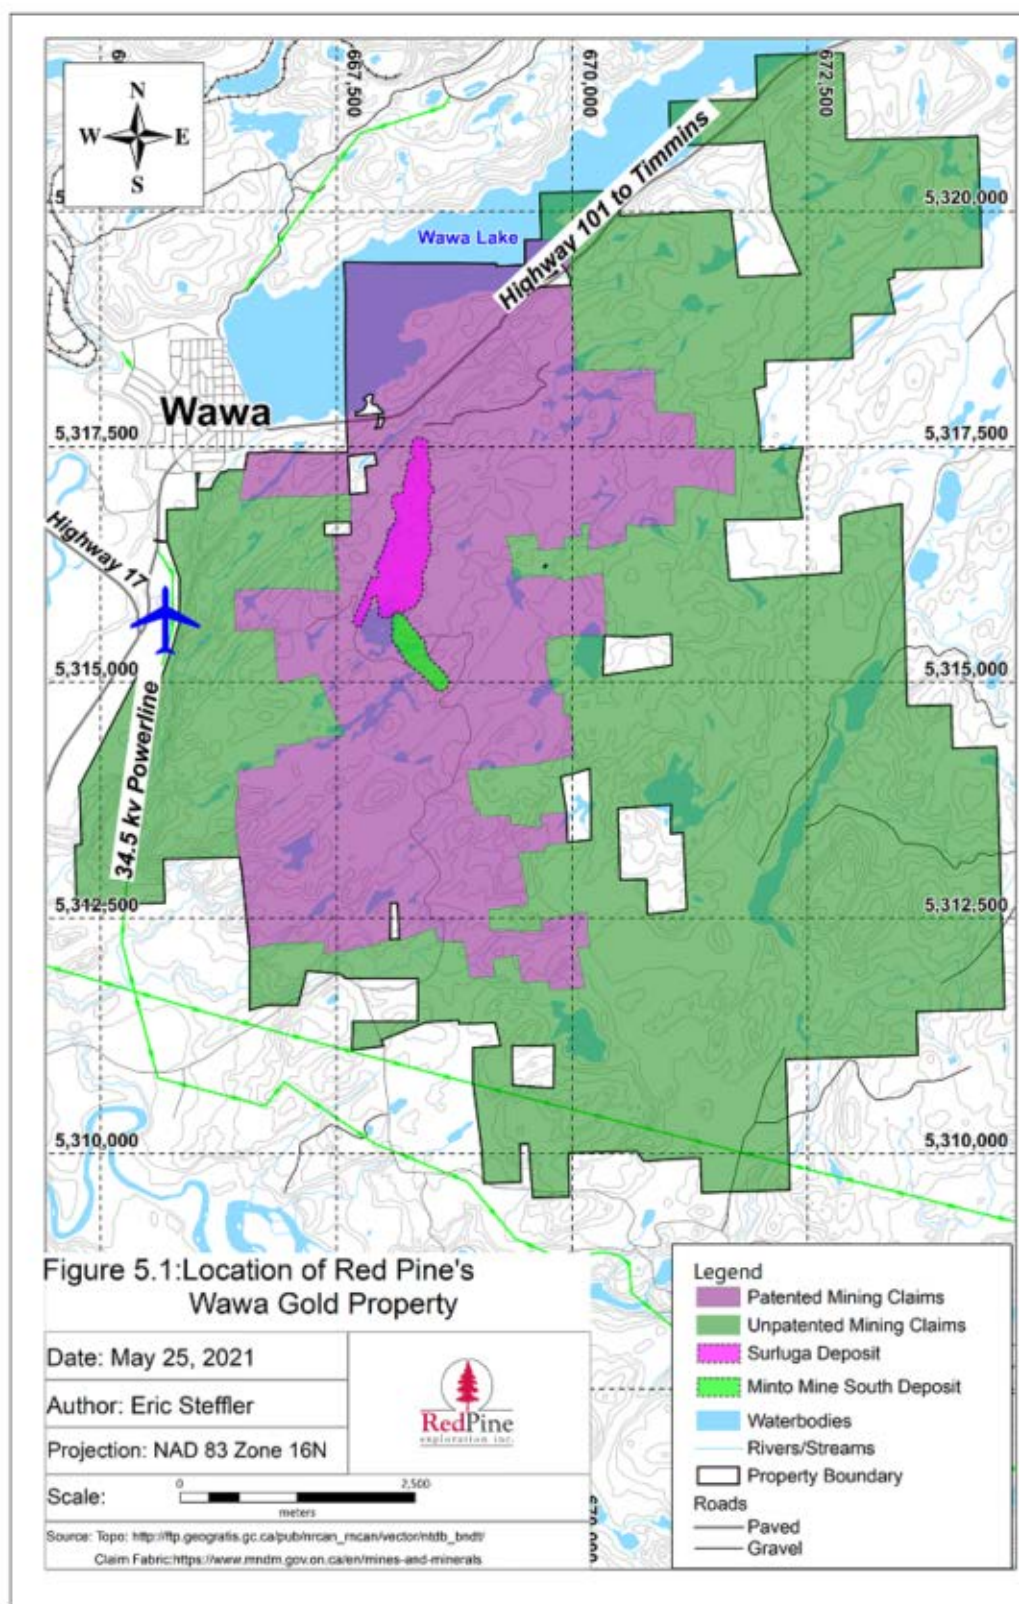 667,500
670,000
672,500
N
W E
S
5,320,000
Wawa Lake
Highway 101 to Timmins
Wawa
5,317,500
5,317,500
Highway 17
5,315,000
5,315,000
34.5 kv Powerline
5,312,500
5,312,500
5,310,000
5,310,000
Figure 5.1:Location of Red Pine's
Wawa Gold Property
Date: May 25, 2021
Author: Eric Steffler
Projection: NAD 83 Zone 16N
RedPine
exploration inc.
Scale:
0 2,500
meters
Source: Topo: http://ftp.geogratis.gc.ca/pub/nrcan_rncan/vector/ntdb_bndt/
Claim Fabric:https://www.mndm.gov.on.ca/en/mines-and-minerals
Legend
Patented Mining Claims
Unpatented Mining Claims
Surluga Deposit
Minto Mine South Deposit
Waterbodies
Rivers/Streams
Property Boundary
Roads
Paved
Gravel